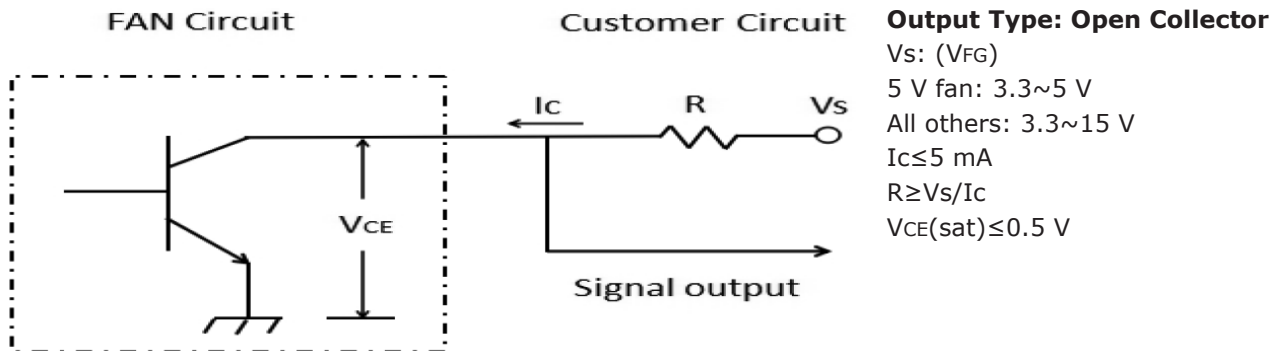 FAN Circuit
Customer Circuit
Ic
R
Vs
VCE
Signal output
Output Type: Open Collector
Vs: (VFG)
5 V fan: 3.3~5 V
All others: 3.3~15 V
Ic≤5 mA
R≥Vs/Ic
VCE(sat)≤0.5 V